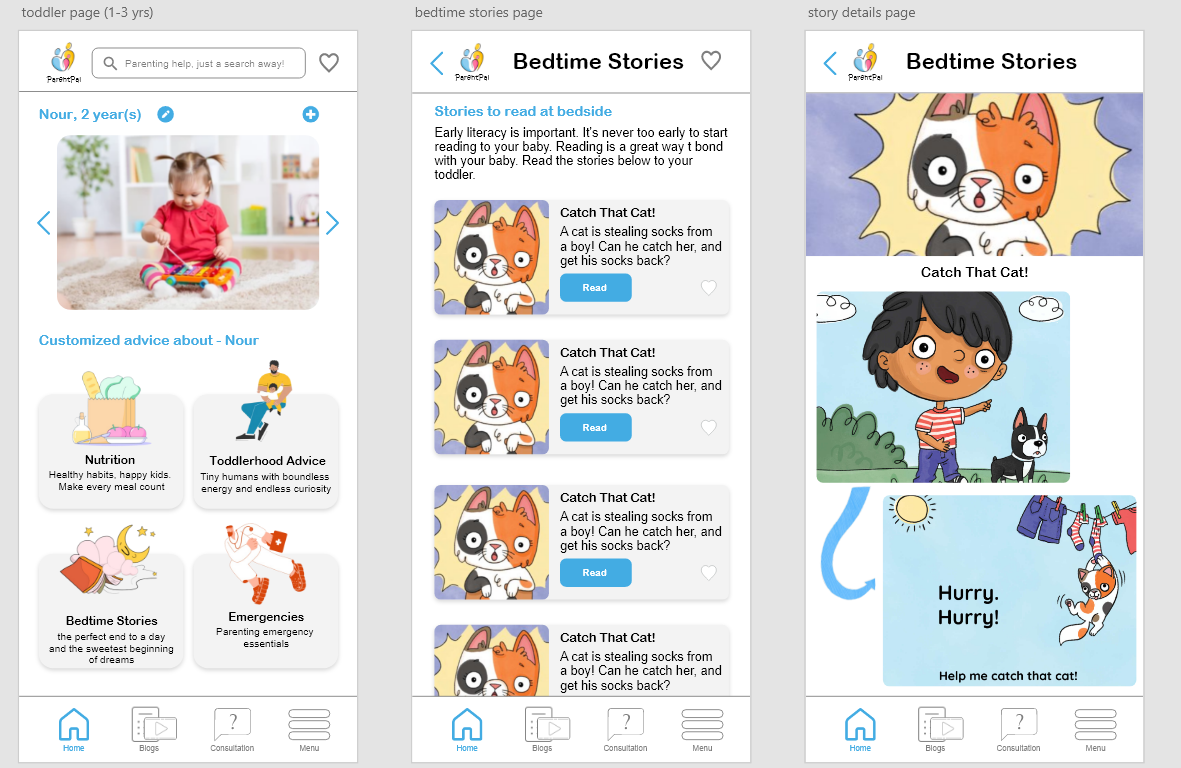 toddler page (1-3 yrs)
ParentPal
Parenting help, just a search away!
Nour, 2 year(s)
Customized advice about - Nour
Nutrition
Healthy habits, happy kids.
Make every meal count
Toddlerhood Advice
Tiny humans with boundless
energy and endless curiosity
Bedtime Stories
the perfect end to a day
and the sweetest beginning
of dreams
Emergencies
Parenting emergency
essentials
?
Home
Blogs
Consultation
Menu
bedtime stories page
ParentPal
Bedtime Stories
Stories to read at bedside
Early literacy is important. It's never too early to start
reading to your baby. Reading is a great way t bond
with your baby. Read the stories below to your
toddler.
Catch That Cat!
A cat is stealing socks from
a boy! Can he catch her, and
get his socks back?
Read
Catch That Cat!
A cat is stealing socks from
a boy! Can he catch her, and
get his socks back?
Read
Catch That Cat!
A cat is stealing socks from
a boy! Can he catch her, and
get his socks back?
Read
Catch That Cat!
A cat is stealing socks from
a boy! Can he catch her, and
get his socks back?
?
Home
Blogs
Consultation
Menu
story details page
ParentPal
Bedtime Stories
Catch That Cat!
Hurry.
Hurry!
Help me catch that cat!
?
Home
Blogs
Consultation
Menu